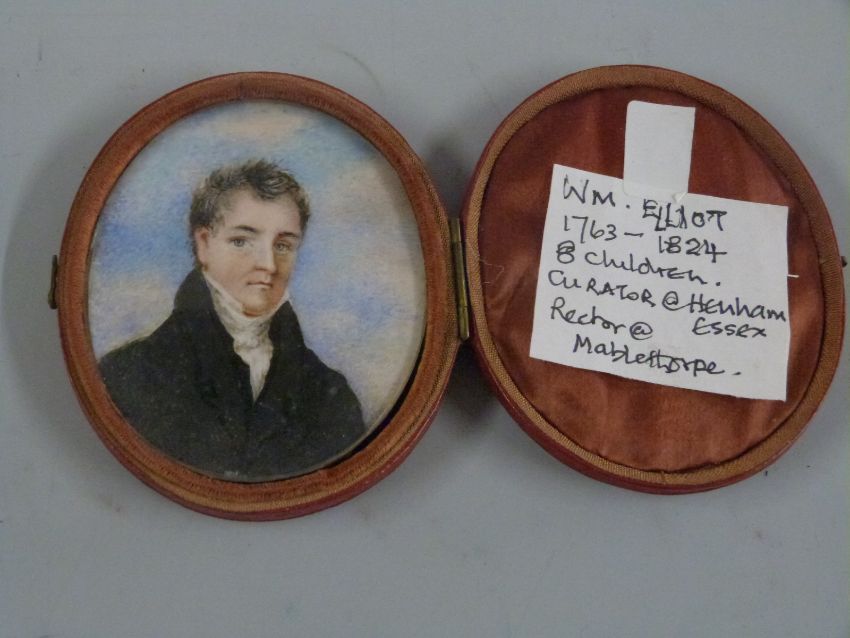 WM. ELLIOT
1763 – 1824
8 children.
CURATOR @ Henham
Essex
Rector @
Mablethorpe.